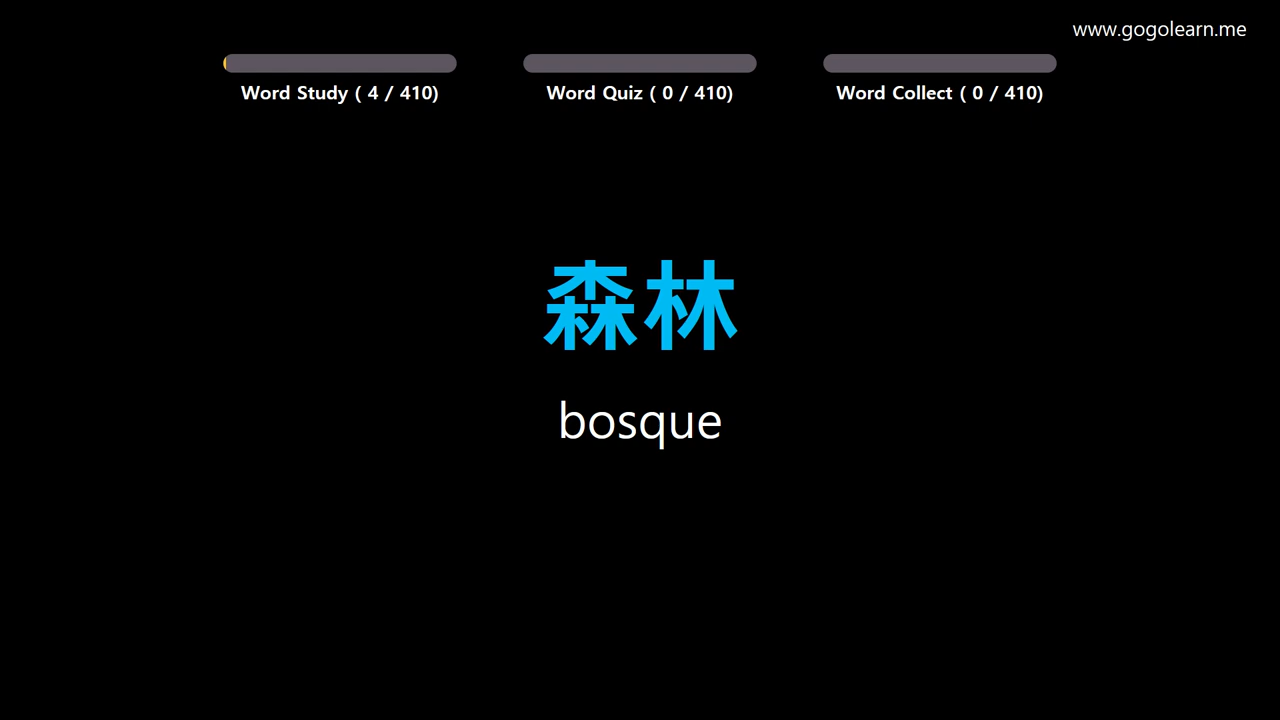 www.gogolearn.me
Word Study ( 4 / 410)
Word Quiz ( 0 / 410)
Word Collect ( 0 / 410)
森林
bosque